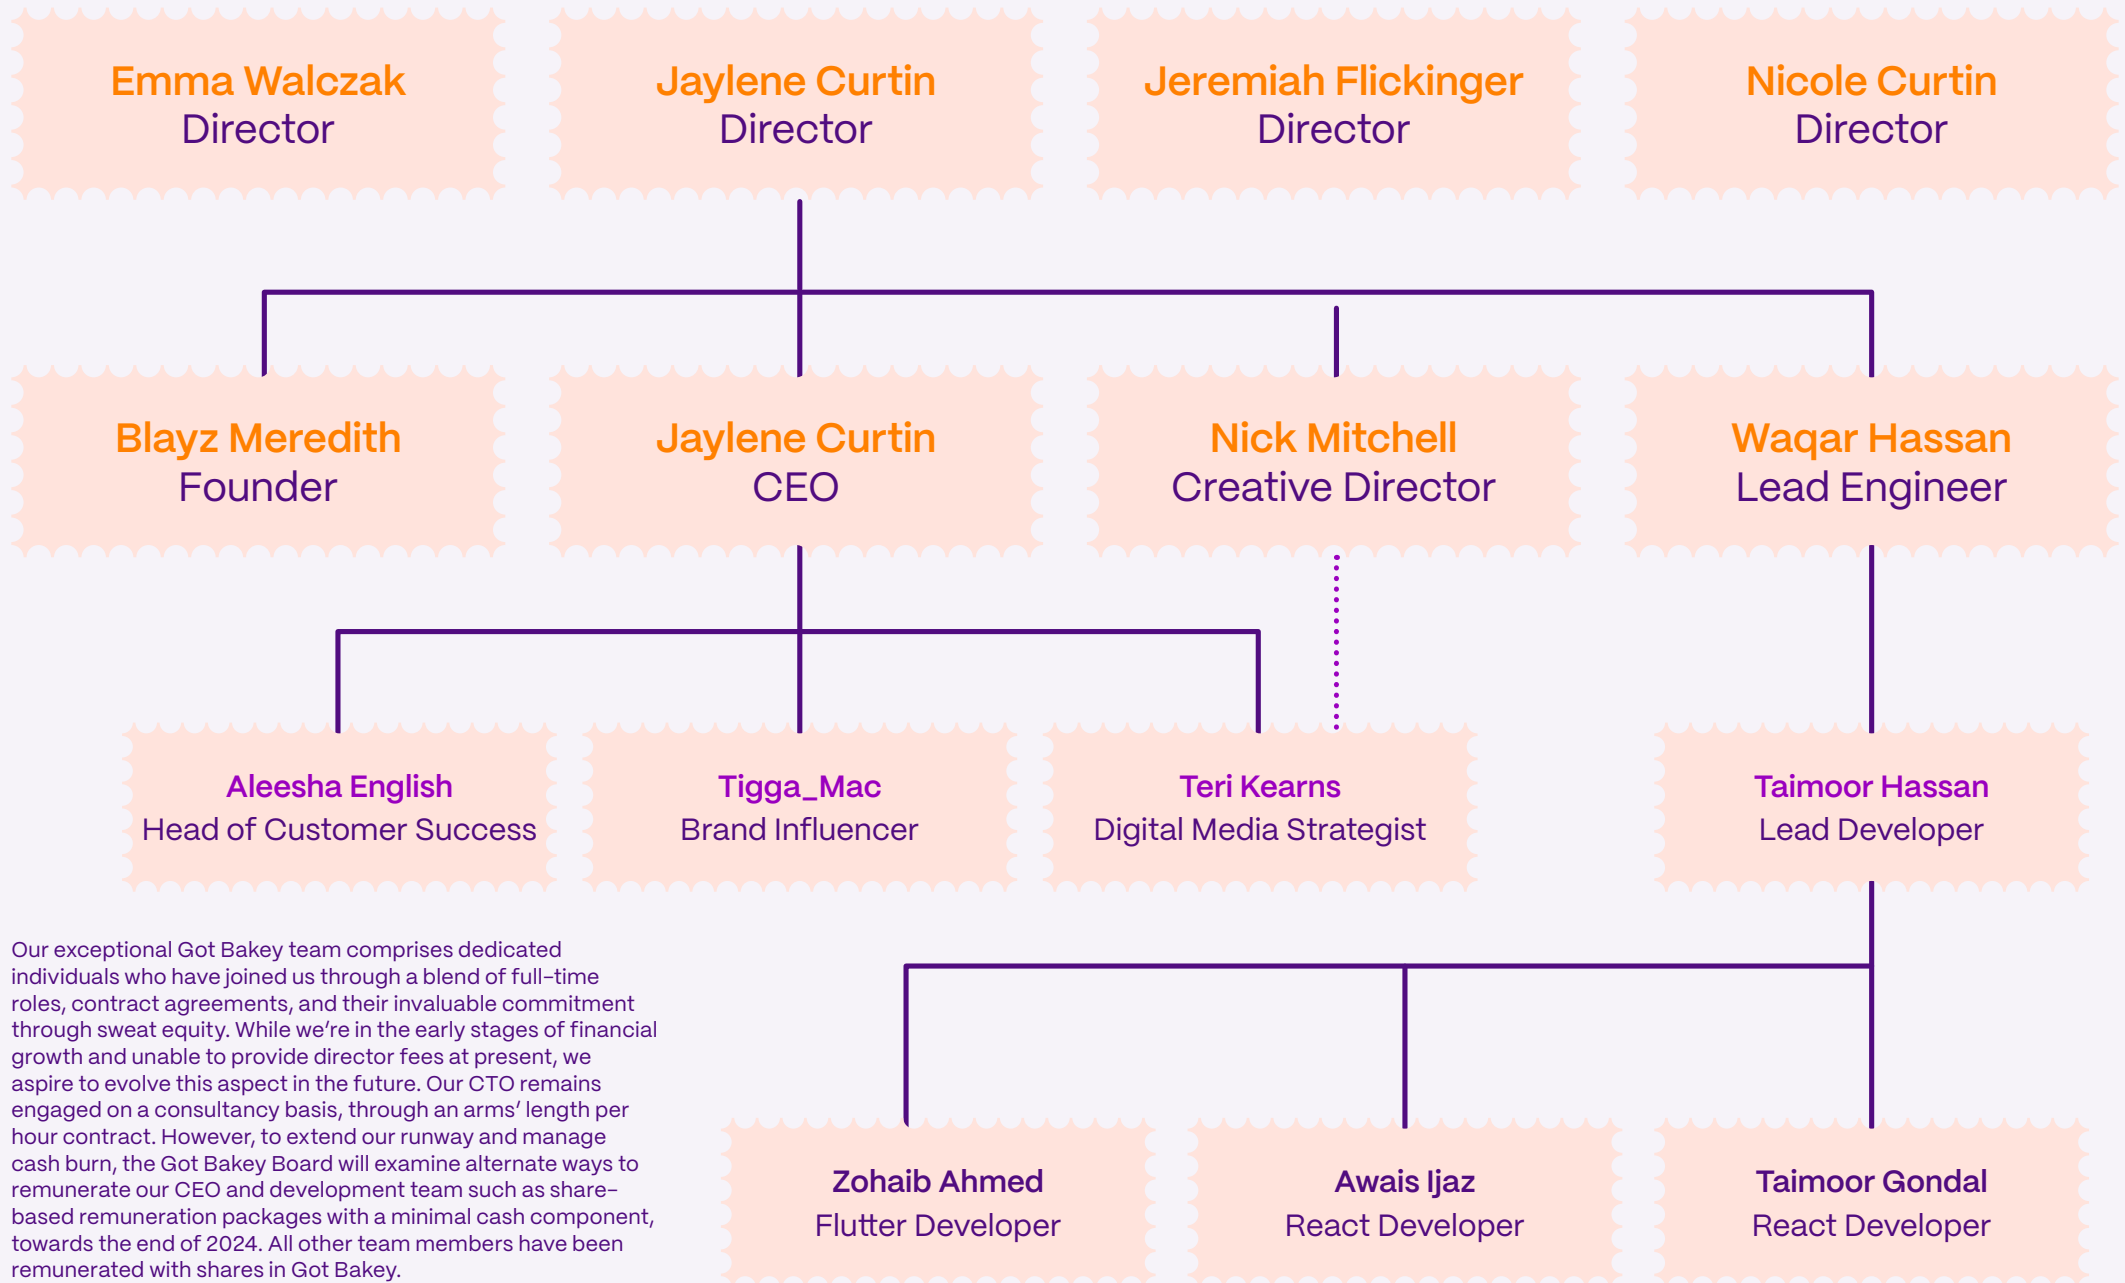 Emma Walczak
Director
Jaylene Curtin
Director
Jeremiah Flickinger
Director
Nicole Curtin
Director
Blayz Meredith
Founder
Jaylene Curtin
CEO
Nick Mitchell
Creative Director
Waqar Hassan
Lead Engineer
Aleesha English
Head of Customer Success
Tigga_Mac
Brand Influencer
Teri Kearns
Digital Media Strategist
Taimoor Hassan
Lead Developer
Our exceptional Got Bakey team comprises dedicated
individuals who have joined us through a blend of full-time
roles, contract agreements, and their invaluable commitment
through sweat equity. While we’re in the early stages of financial
growth and unable to provide director fees at present, we
aspire to evolve this aspect in the future. Our CTO remains
engaged on a consultancy basis, through an arms’ length per
hour contract. However, to extend our runway and manage
cash burn, the Got Bakey Board will examine alternate ways to
remunerate our CEO and development team such as share-
based remuneration packages with a minimal cash component,
towards the end of 2024. All other team members have been
remunerated with shares in Got Bakey.
Zohaib Ahmed
Flutter Developer
Awais Ijaz
React Developer
Taimoor Gondal
React Developer